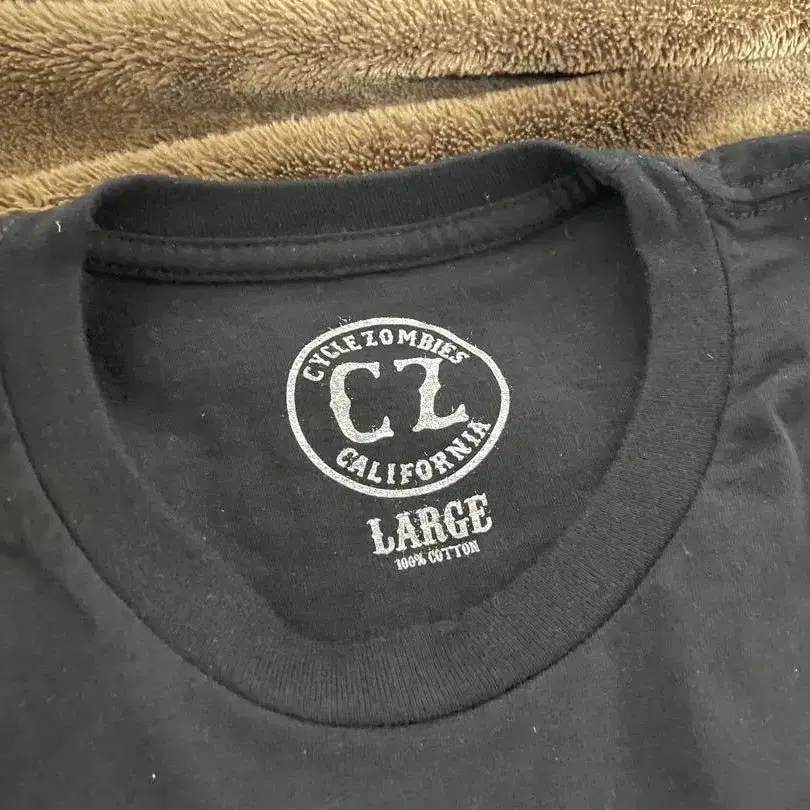 CYCLE ZOMBIES
CZ
CALIFORNIA
LARGE
100% COTTON